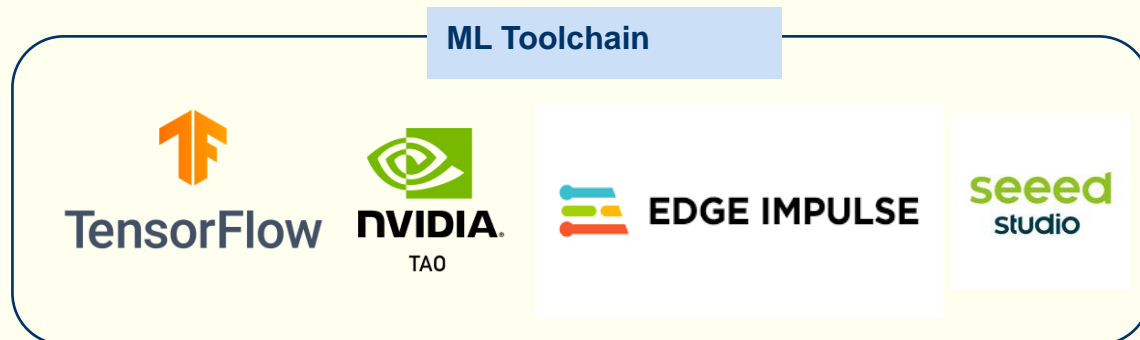 ML Toolchain
TensorFlow
NVIDIA.
TAO
EDGE IMPULSE
seeed
studio